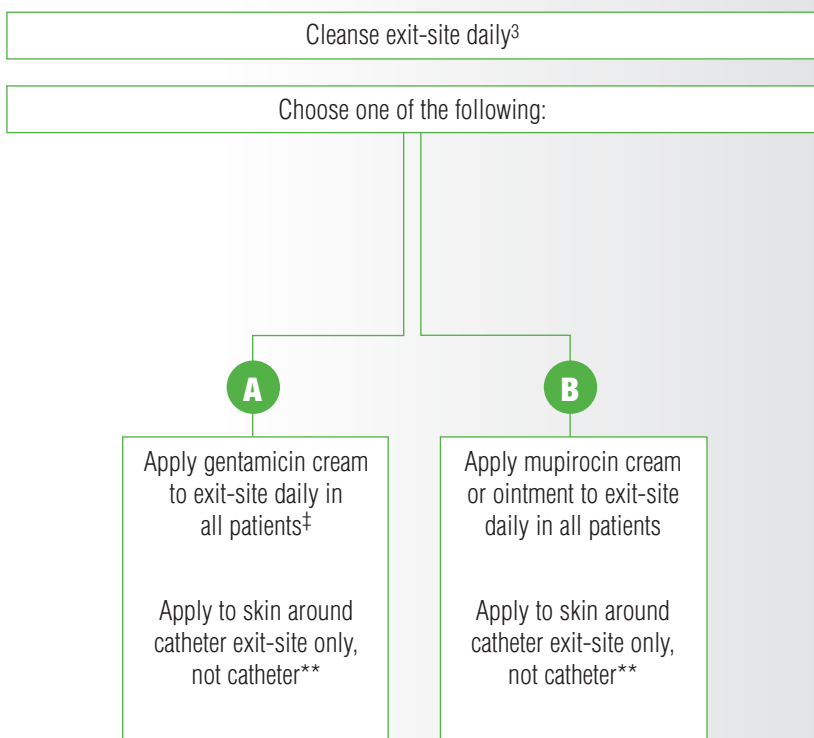 Cleanse exit-site daily³
Choose one of the following:
A
Apply gentamicin cream
to exit-site daily in
all patients‡
Apply to skin around
catheter exit-site only,
not catheter**
B
Apply mupirocin cream
or ointment to exit-site
daily in all patients
Apply to skin around
catheter exit-site only,
not catheter**